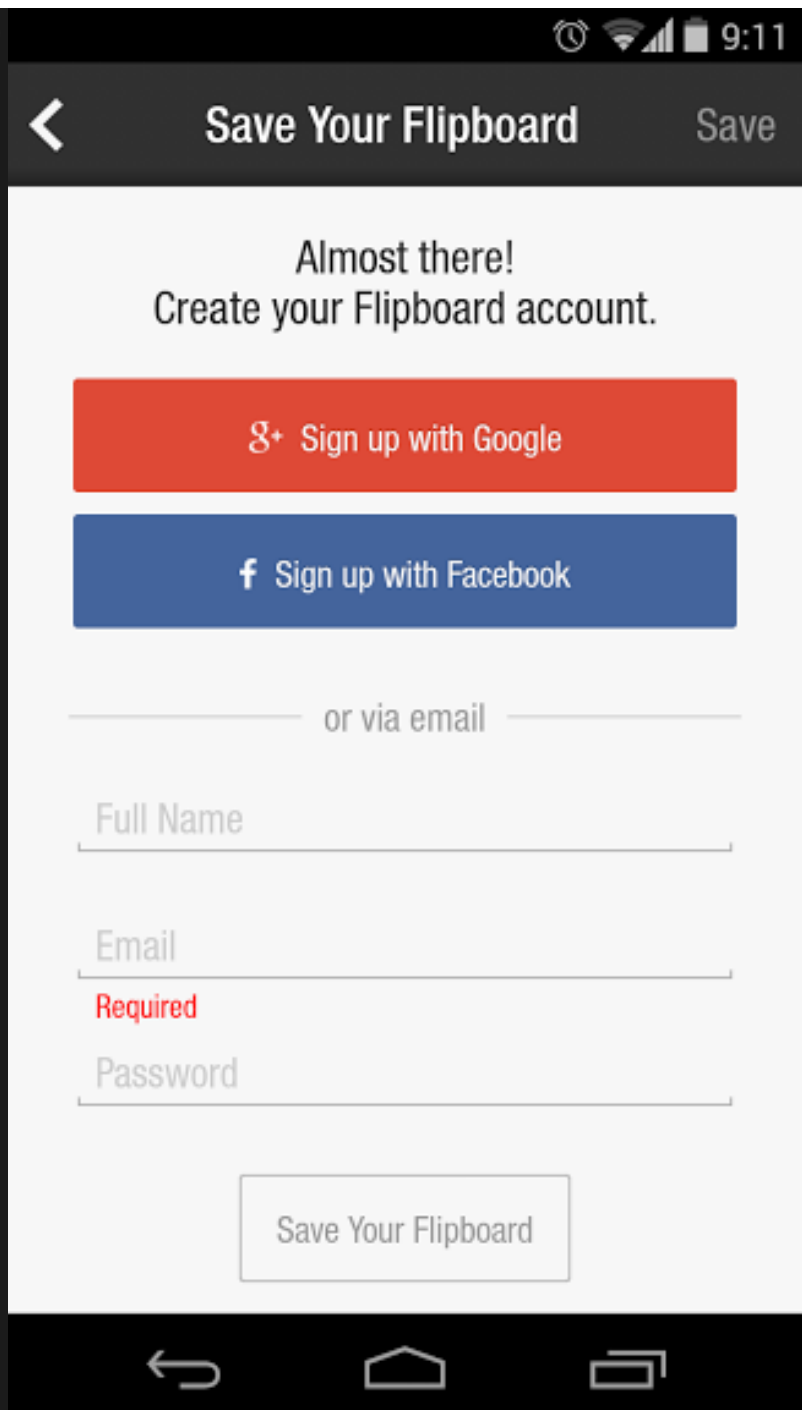 9:11
Save Your Flipboard Save
Almost there!
Create your Flipboard account.
g+ Sign up with Google
f Sign up with Facebook
or via email
Full Name
Email
Required
Password
Save Your Flipboard